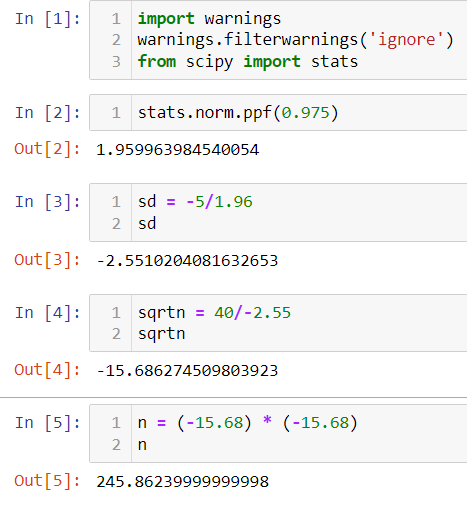 In [1]: 1 import warnings
2 warnings.filterwarnings('ignore')
3 from scipy import stats
In [2]: 1 stats.norm.ppf(0.975)
Out[2]: 1.959963984540054
In [3]: 1 sd = -5/1.96
2 sd
Out[3]: -2.5510204081632653
In [4]: 1 sqrtn = 40/-2.55
2 sqrtn
Out[4]: -15.686274509803923
In [5]: 1 n = (-15.68) * (-15.68)
2 n
Out[5]: 245.86239999999998